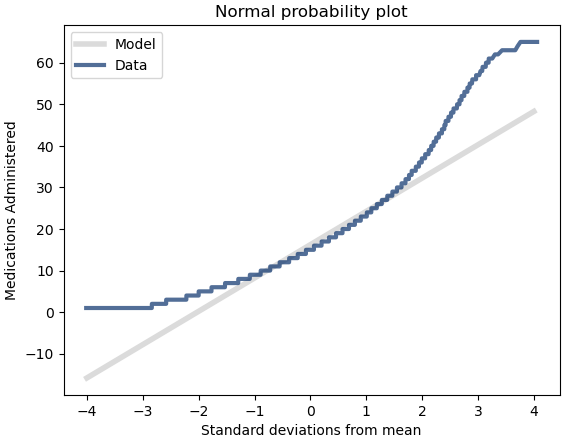 Normal probability plot
Model
Data
Medications Administered
60
50
40
30
20
10
0
−10
−4 −3 −2 −1 0 1 2 3 4
Standard deviations from mean